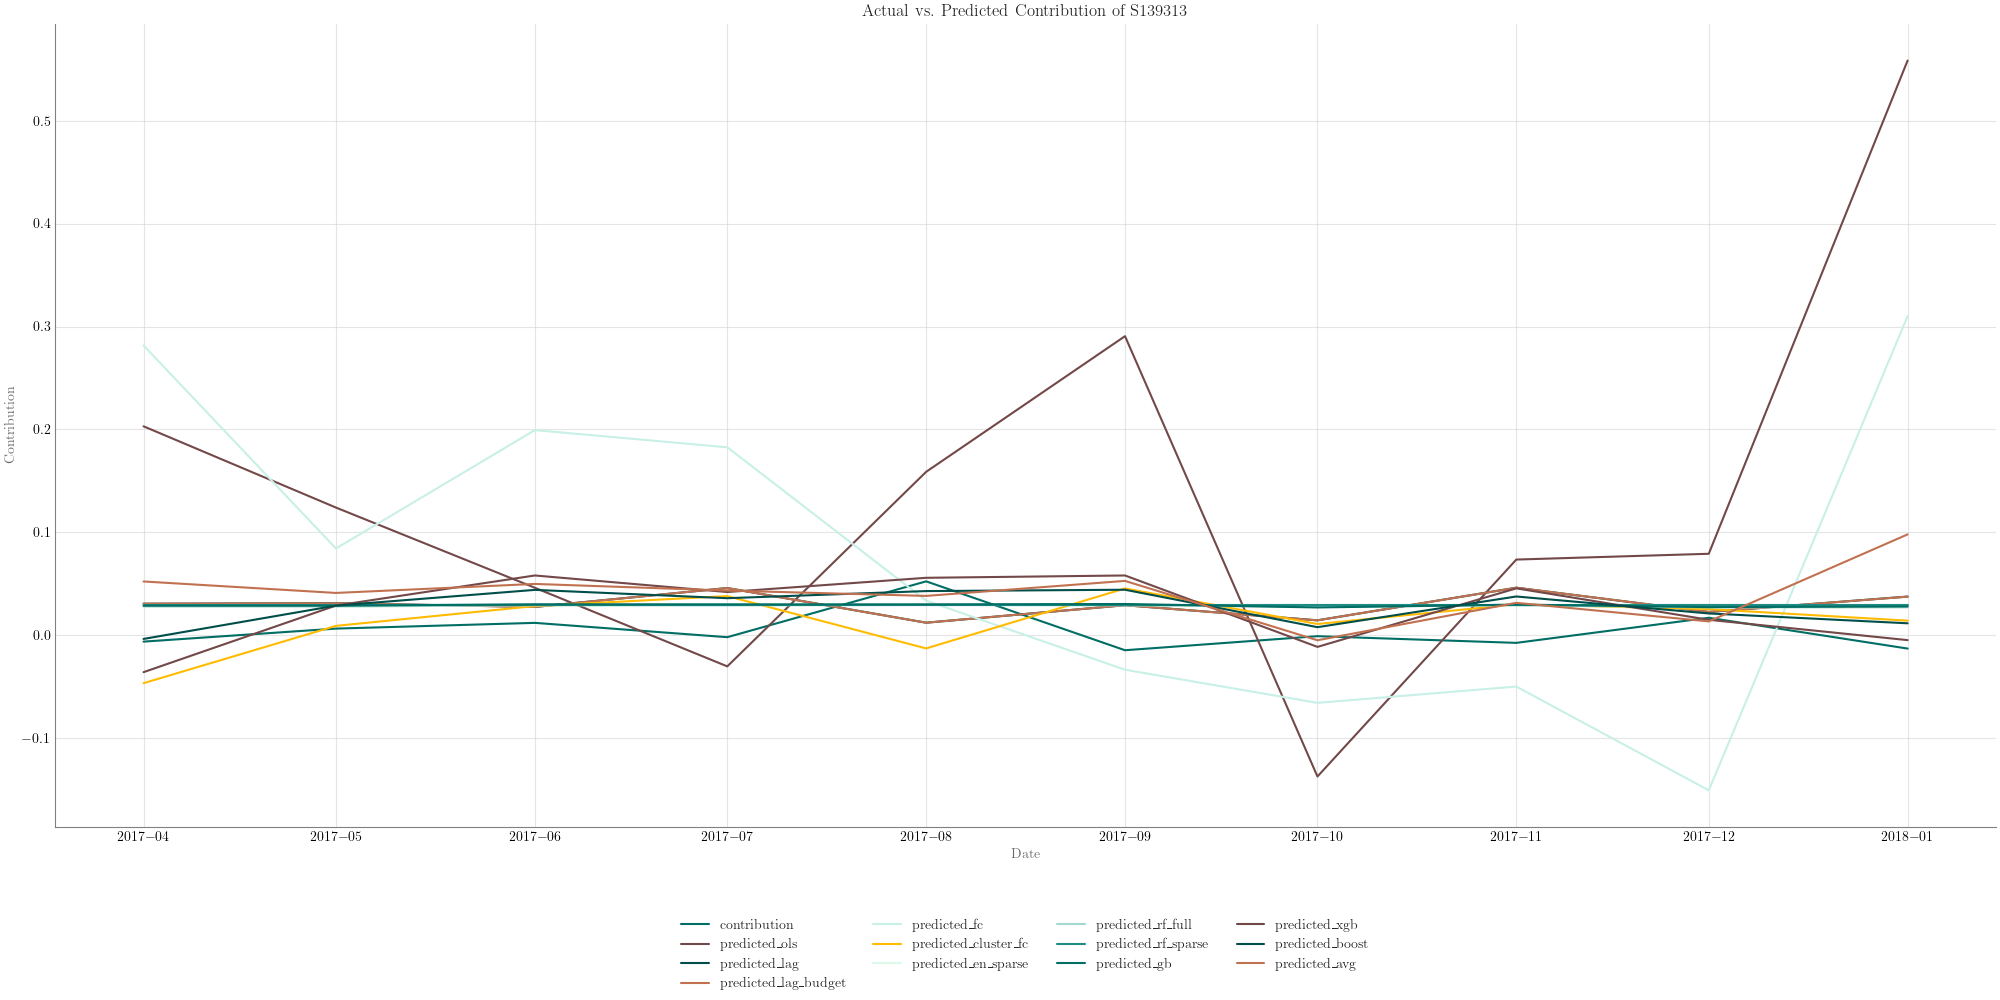 Actual vs. Predicted Contribution of S139313
Contribution
0.5
0.4
0.3
0.2
0.1
0.0
−0.1
2017−04 2017−05 2017−06 2017−07 2017−08 2017−09 2017−10 2017−11 2017−12 2018−01
Date
contribution predicted_fc predicted_rf_full predicted_xgb
predicted_ols predicted_cluster_fc predicted_rf_sparse predicted_boost
predicted_lag predicted_en_sparse predicted_gb predicted_avg
predicted_lag_budget